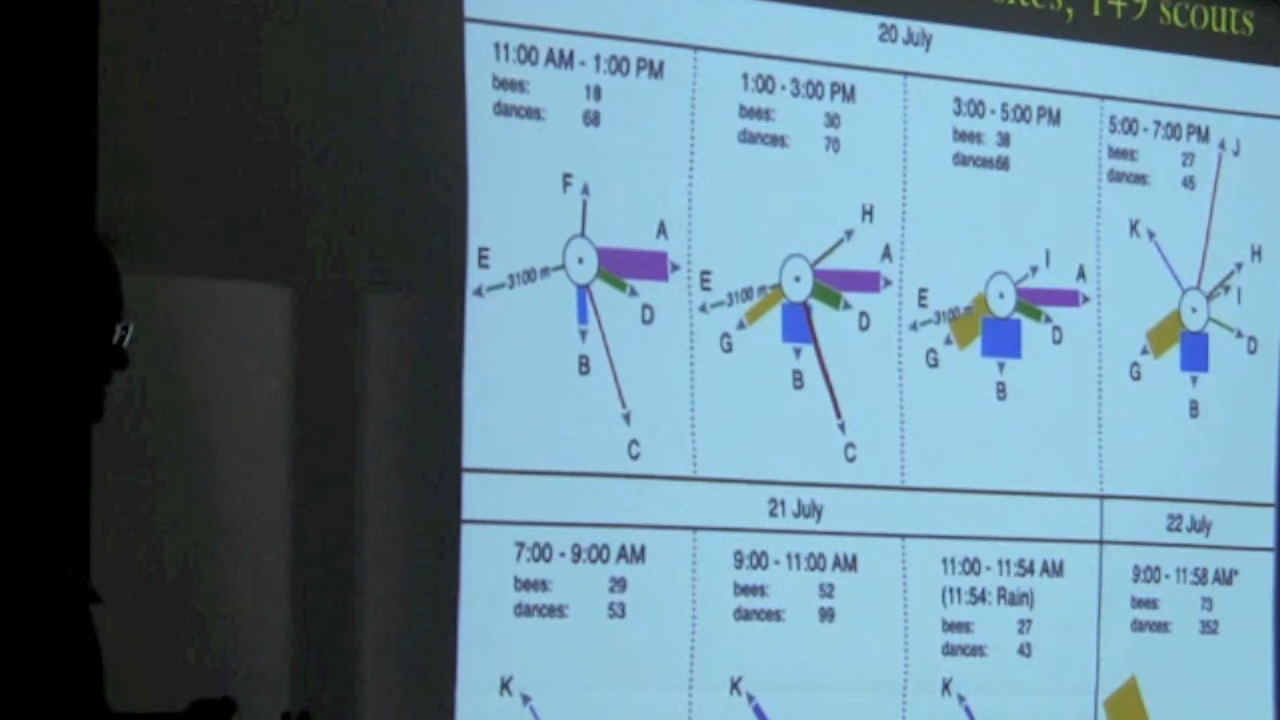 149 scouts
20 July
11:00 AM - 1:00 PM
bees: 18
dances: 68
F
A
E
3100 m
D
B
C
1:00 - 3:00 PM
bees: 30
dances: 70
H
A
E
3100 m
D
G
B
C
3:00 - 5:00 PM
bees: 38
dances66
I
A
E
3100 m
D
G
B
5:00 - 7:00 PM
bees: 27
dances: 45
J
K
H
I
D
G
B
21 July
7:00 - 9:00 AM
bees: 29
dances: 53
K
9:00 - 11:00 AM
bees: 52
dances: 99
K
11:00 - 11:54 AM
(11:54: Rain)
bees: 27
dances: 43
K
22 July
9:00 - 11:58 AM*
bees: 73
dances: 352